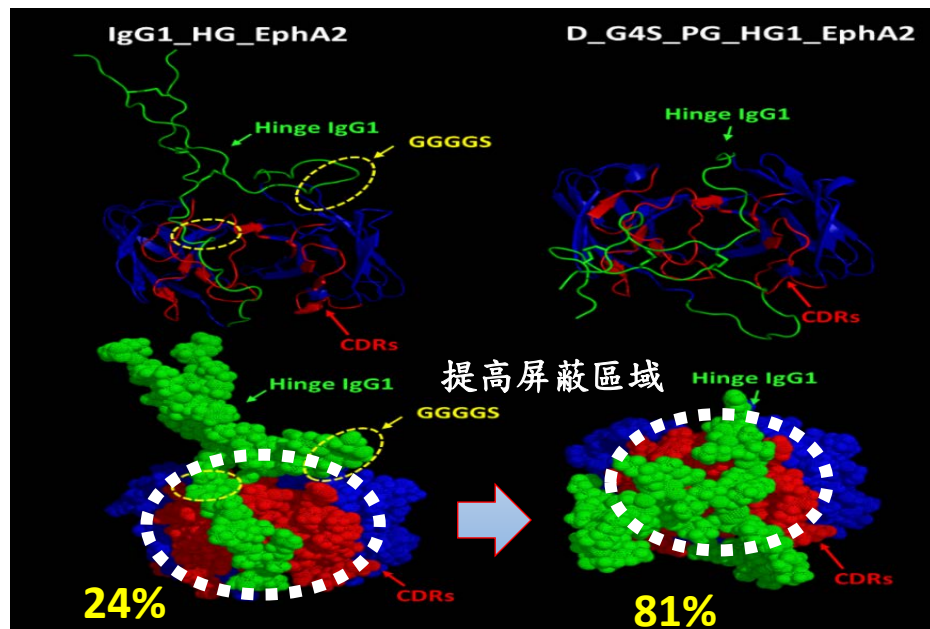 IgG1_HG_EphA2
D_G4S_PG_HG1_EphA2
Hinge IgG1
GGGGS
CDRs
Hinge IgG1
CDRs
提高屏蔽區域
Hinge IgG1
GGGGS
CDRs
24%
Hinge IgG1
CDRs
81%